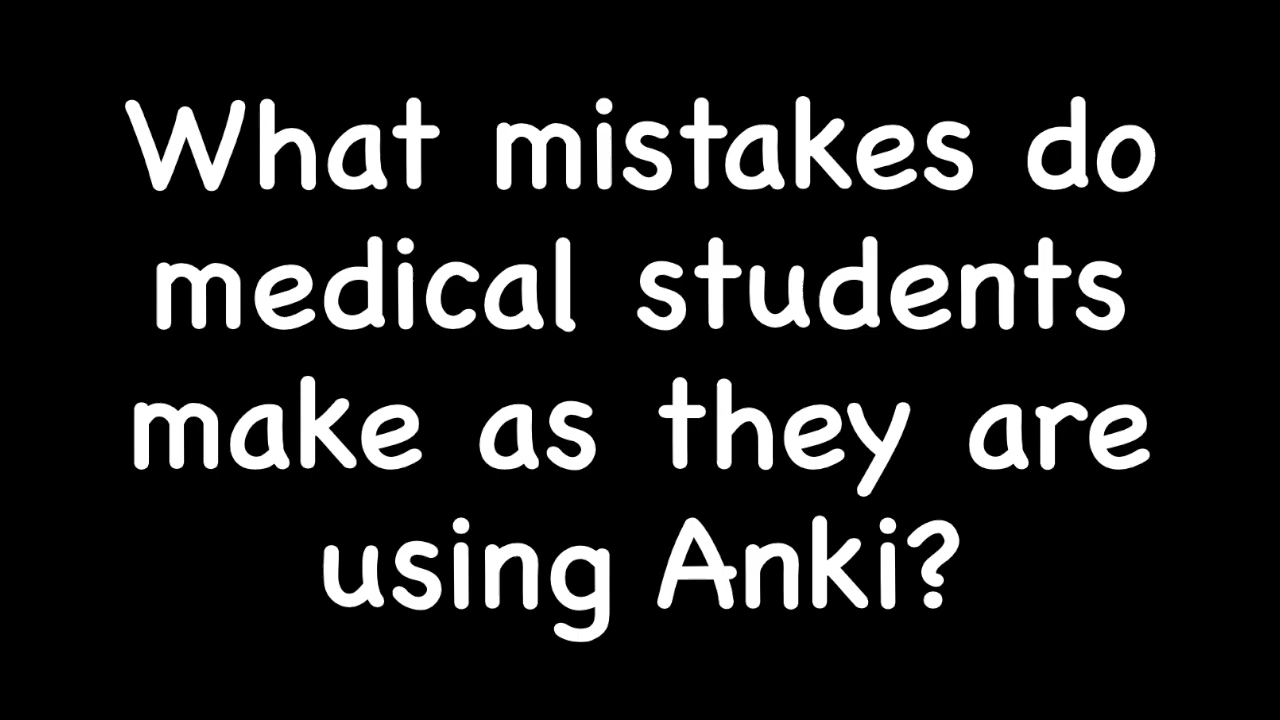 What mistakes do
medical students
make as they are
using Anki?